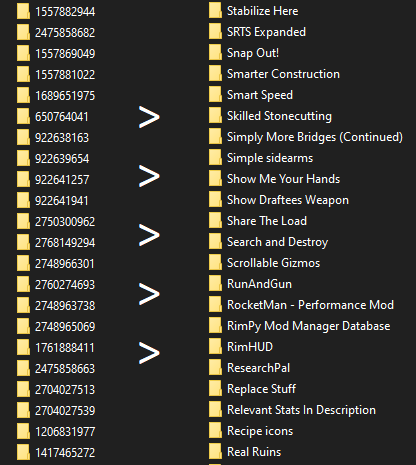 1557882944
2475858682
1557869049
1557881022
1689651975
650764041
922638163
922639654
922641257
922641941
2750300962
2768149294
2748966301
2760274693
2748963738
2748965069
1761888411
2475858663
2704027513
2704027539
1206831977
1417465272
>
>
>
>
>
Stabilize Here
SRTS Expanded
Snap Out!
Smarter Construction
Smart Speed
Skilled Stonecutting
Simply More Bridges (Continued)
Simple sidearms
Show Me Your Hands
Show Draftees Weapon
Share The Load
Search and Destroy
Scrollable Gizmos
RunAndGun
RocketMan - Performance Mod
RimPy Mod Manager Database
RimHUD
ResearchPal
Replace Stuff
Relevant Stats In Description
Recipe icons
Real Ruins